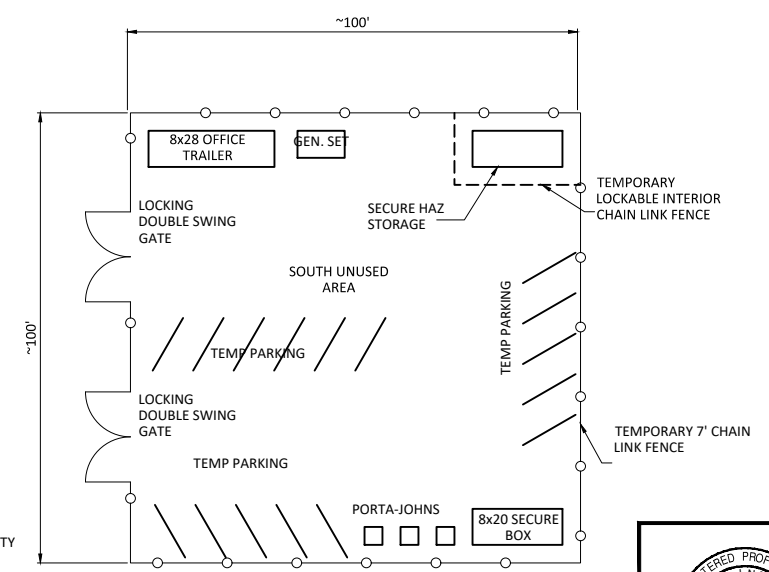 ~100'
8x28 OFFICE
TRAILER
GEN. SET
LOCKING
DOUBLE SWING
GATE
SECURE HAZ
STORAGE
TEMPORARY
LOCKABLE INTERIOR
CHAIN LINK FENCE
SOUTH UNUSED
AREA
TEMP PARKING
~100'
TEMP PARKING
LOCKING
DOUBLE SWING
GATE
TEMPORARY 7' CHAIN
LINK FENCE
TEMP PARKING
PORTA-JOHNS
8x20 SECURE
BOX
TY
TERED PROF